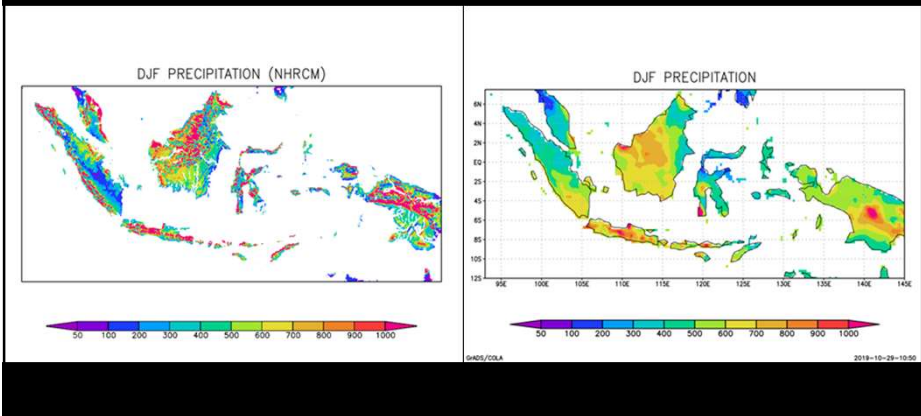 DJF PRECIPITATION (NHRCM)
50 100 200 300 400 500 600 700 800 900 1000
DJF PRECIPITATION
6N
4N
2N
EQ
2S
4S
6S
8S
10S
12S
95E 100E 105E 110E 115E 120E 125E 130E 135E 140E 145E
50 100 200 300 400 500 600 700 800 900 1000
GrADS/COLA
2019-10-29-10:50